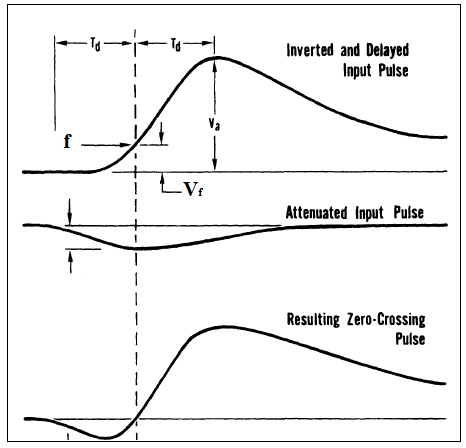 Td
Td
Inverted and Delayed
Input Pulse
f
Va
Vf
Attenuated Input Pulse
Resulting Zero-Crossing
Pulse